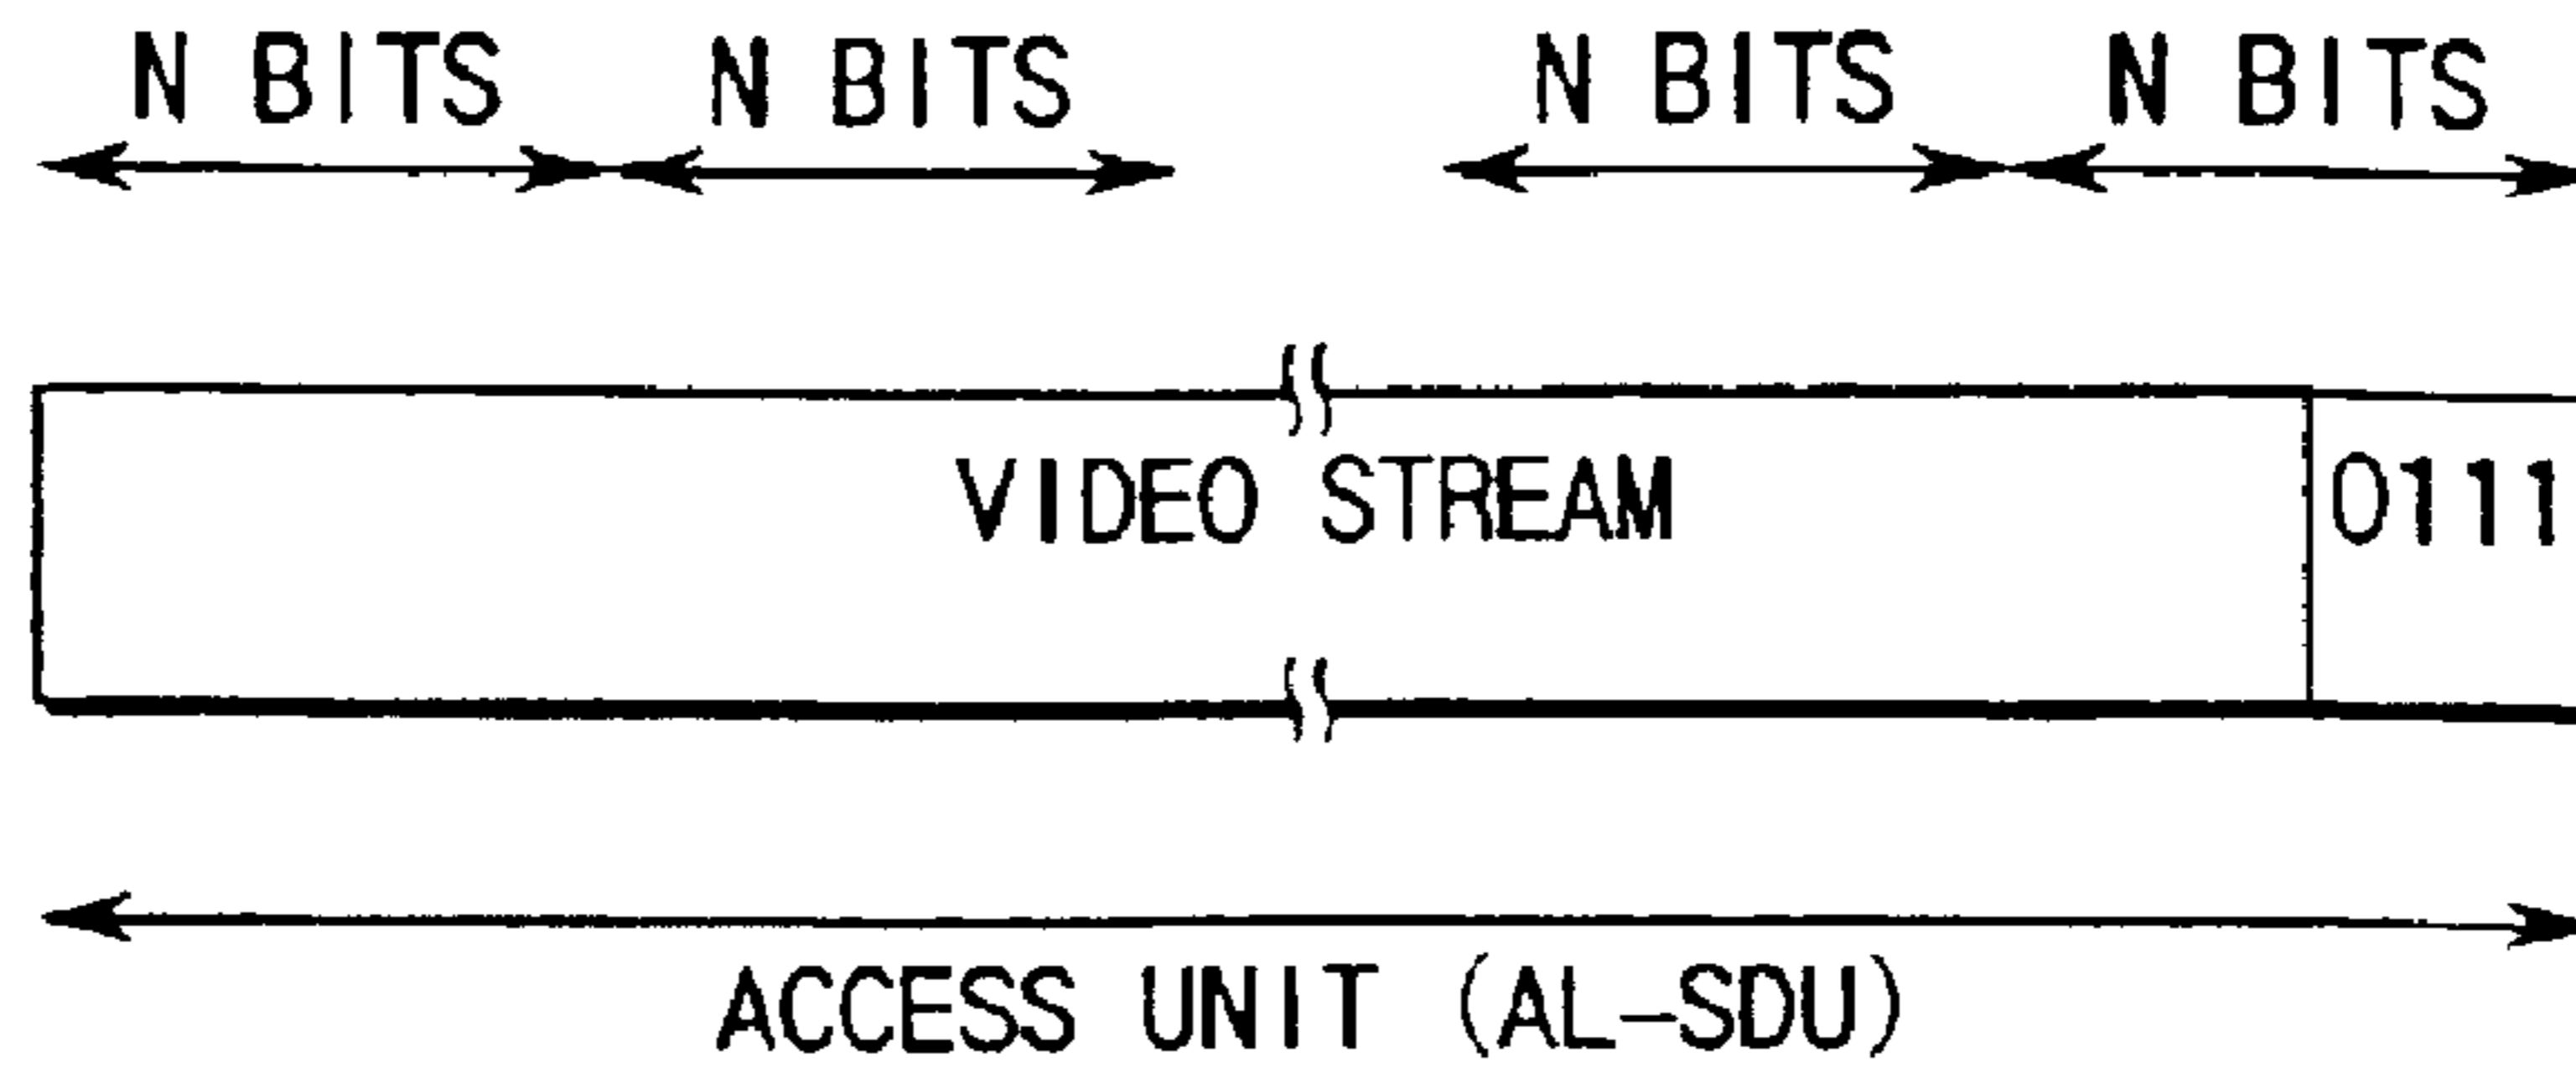 N BITS N BITS N BITS N BITS
VIDEO STREAM 0111
ACCESS UNIT (AL-SDU)